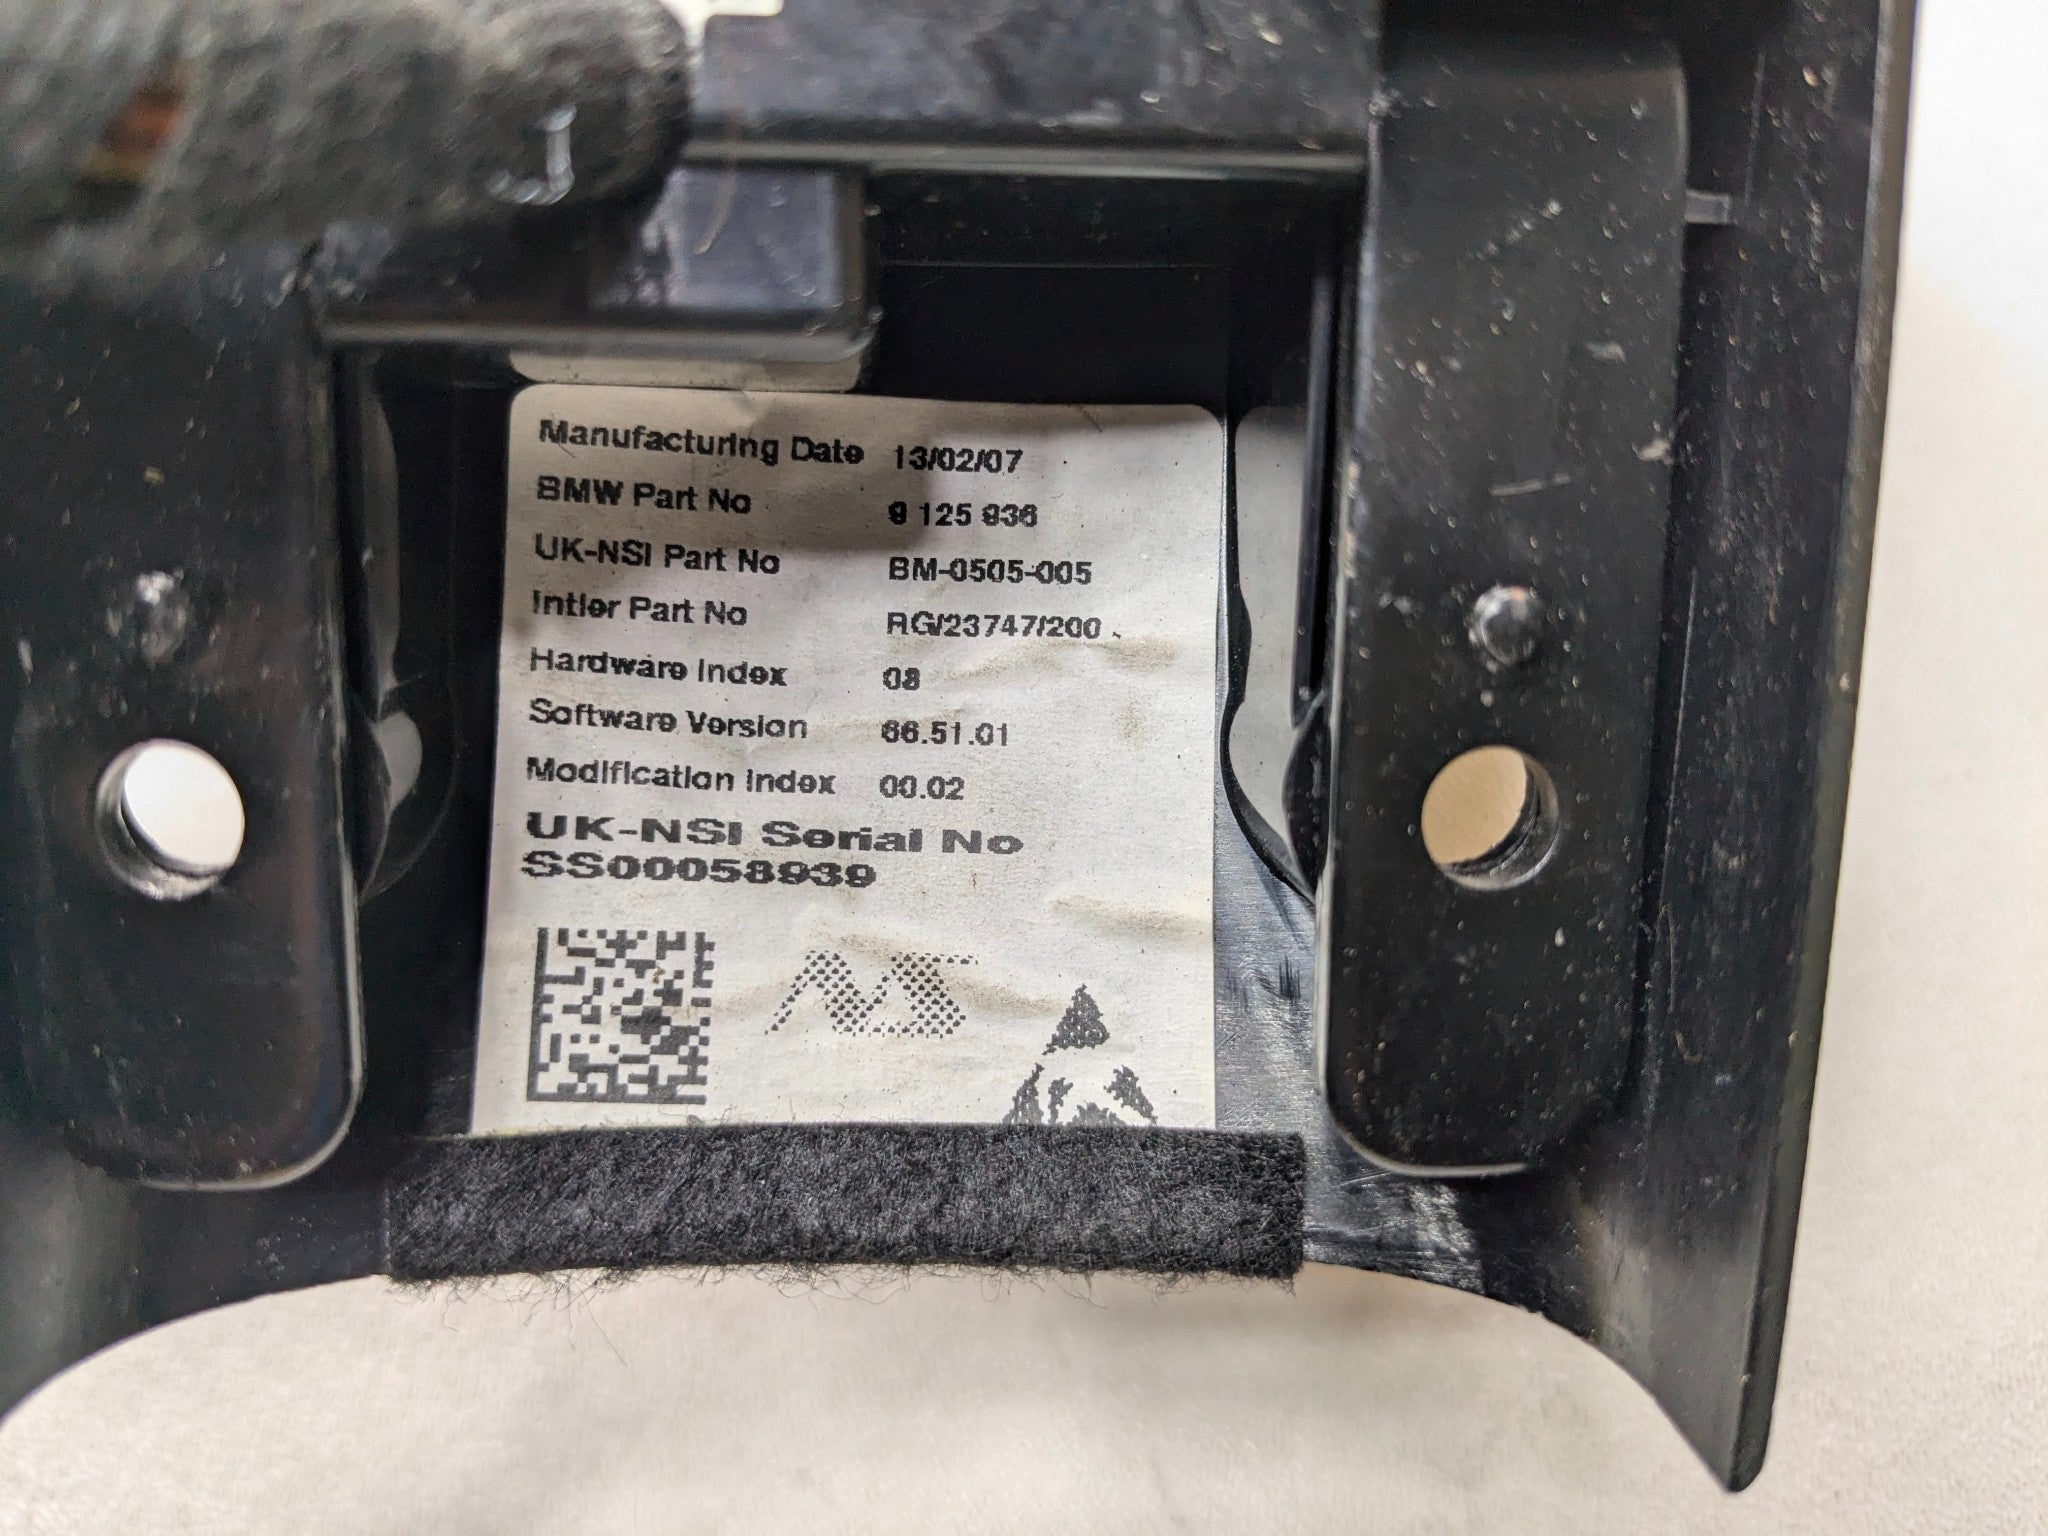 Manufacturing Date 13/02/07
BMW Part No 9 125 936
UK-NSI Part No BM-0505-005
Intier Part No RG/23747/200
Hardware Index 08
Software Version 66.51.01
Modification Index 00.02
UK-NSI Serial No
SS00058939
NS